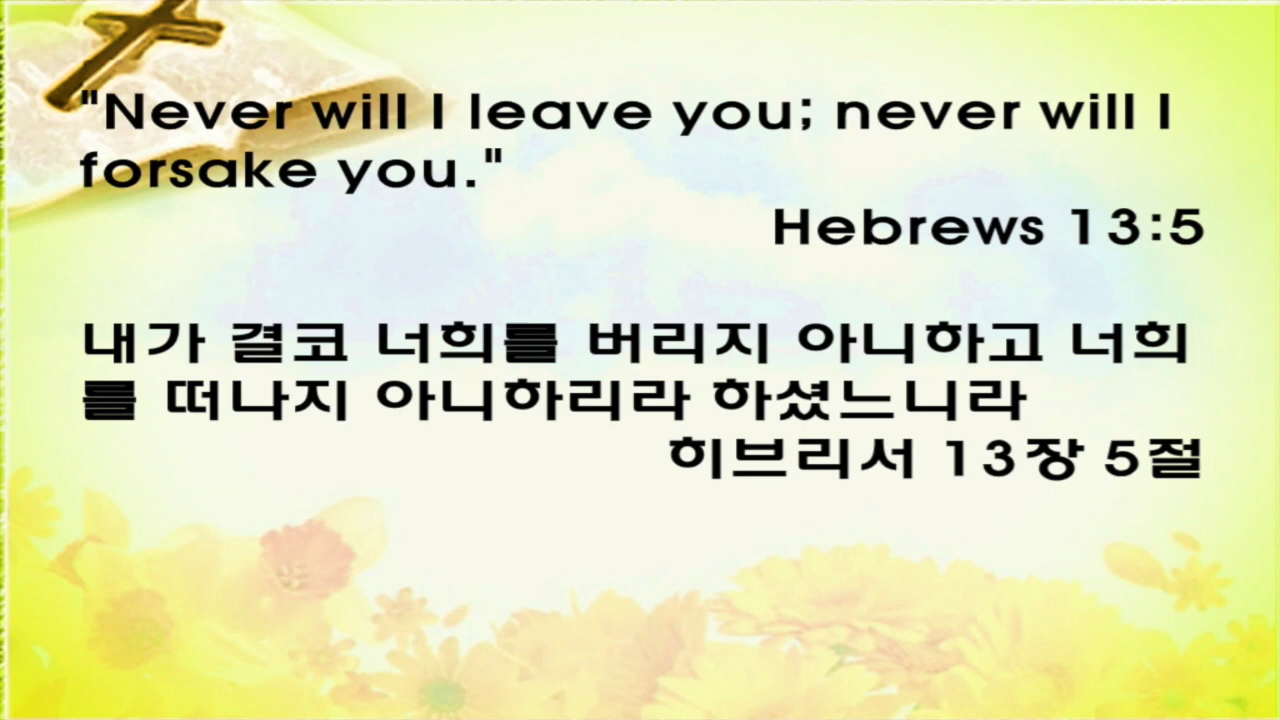 "Never will I leave you; never will I
forsake you."
Hebrews 13:5
내가 결코 너희를 버리지 아니하고 너희
를 떠나지 아니하리라 하셨느니라
히브리서 13장 5절